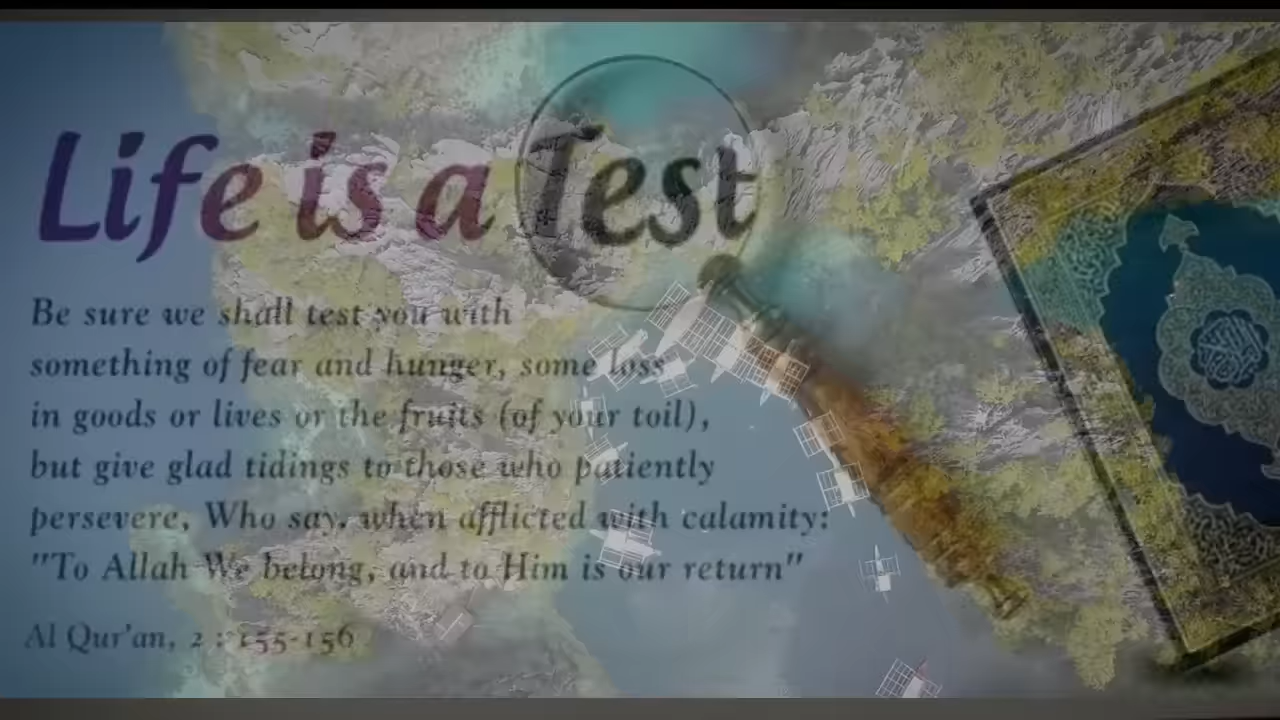 Life is a Test
Be sure we shall test you with
something of fear and hunger, some loss
in goods or lives or the fruits (of your toil),
but give glad tidings to those who patiently
persevere, Who say, when afflicted with calamity:
"To Allah We belong, and to Him is our return"
Al Qur'an, 2 : 155-156